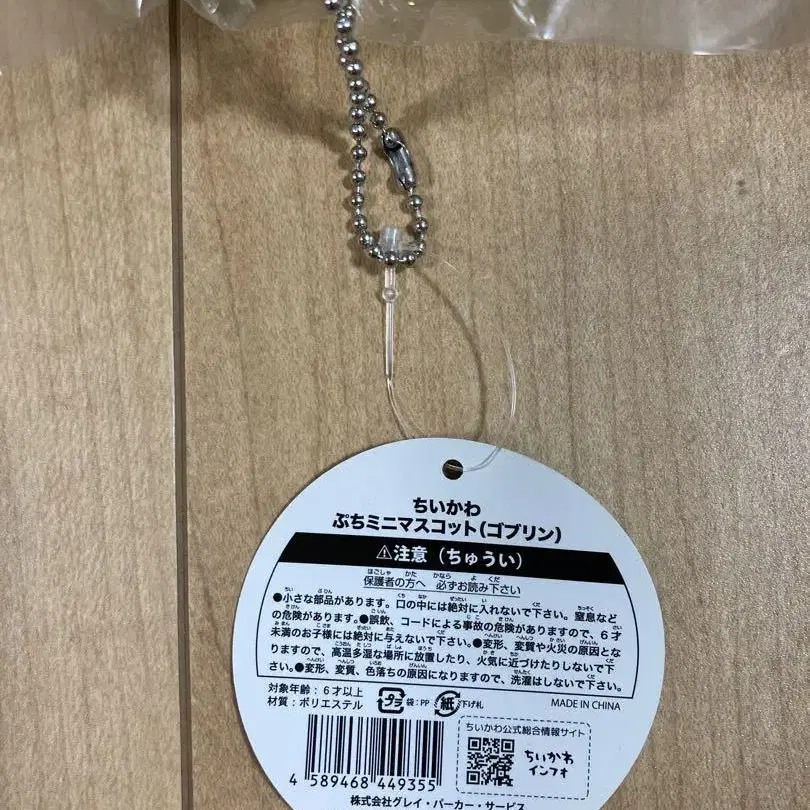 ちいかわ
ぷちミニマスコット(ゴブリン)
⚠注意(ちゅうい)
保護者の方へ 必ずお読み下さい
●小さな部品があります。口の中には絶対に入れないで下さい。窒息など
の危険があります。●誤飲、コードによる事故の危険がありますので、6才
未満のお子様には絶対に与えないで下さい。●変形、変質や火災の原因とな
りますので、高温多湿な場所に放置したり、火気に近づけたりしないで下
さい。●変形、変質、色落ちの原因になりますので、洗濯はしないで下さい。
対象年齢:6才以上
材質:ポリエステル
プラ 袋:PP 紙 下げ札
MADE IN CHINA
ちいかわ公式総合情報サイト
ちいかわ
インフォ
4 589468 449355
株式会社グレイ・パーカー・サービス